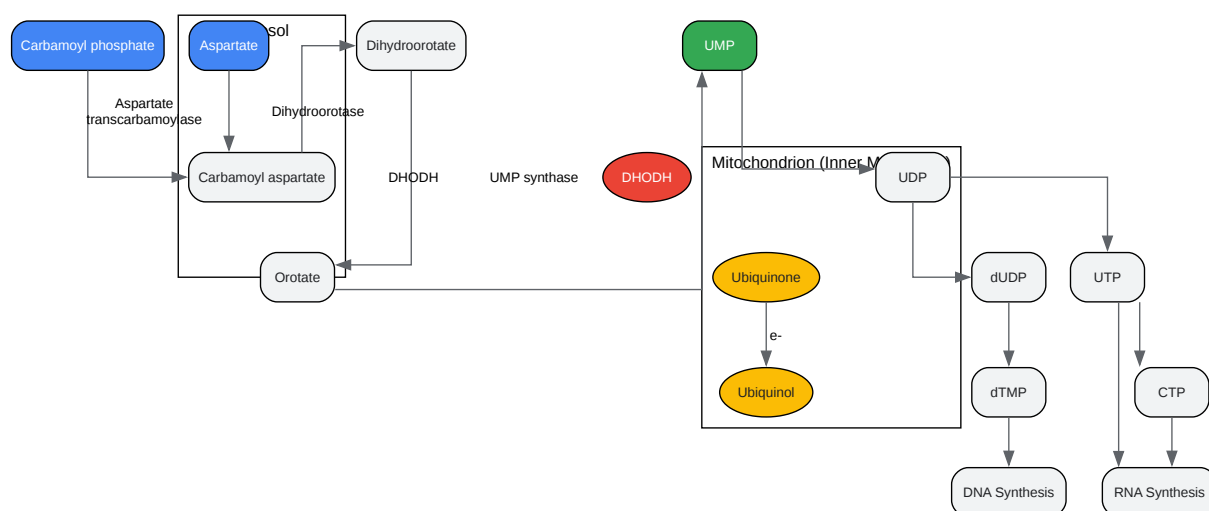 Carbamoyl phosphate
Aspartate
sol
Dihydroorotate
UMP
Aspartate
transcarbamoylase
Dihydroorotase
Carbamoyl aspartate
DHODH
UMP synthase
DHODH
Mitochondrion (Inner M
UDP
Orotate
Ubiquinone
dUDP
UTP
e-
Ubiquinol
dTMP
CTP
DNA Synthesis
RNA Synthesis